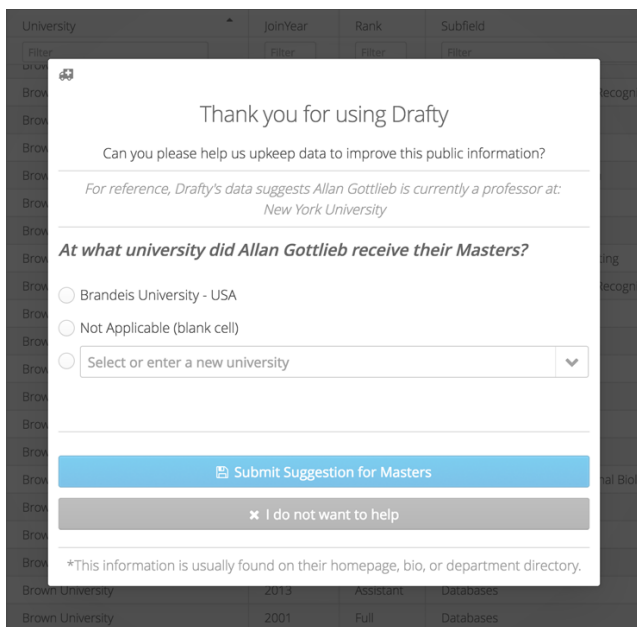 University JoinYear Rank Subfield
Filter Filter Filter Filter
Thank you for using Drafty
Can you please help us upkeep data to improve this public information?
For reference, Drafty's data suggests Allan Gottlieb is currently a professor at:
New York University
At what university did Allan Gottlieb receive their Masters?
Brandeis University - USA
Not Applicable (blank cell)
Select or enter a new university
Submit Suggestion for Masters
I do not want to help
*This information is usually found on their homepage, bio, or department directory.
Brown University 2013 Assistant Databases
Brown University 2001 Full Databases